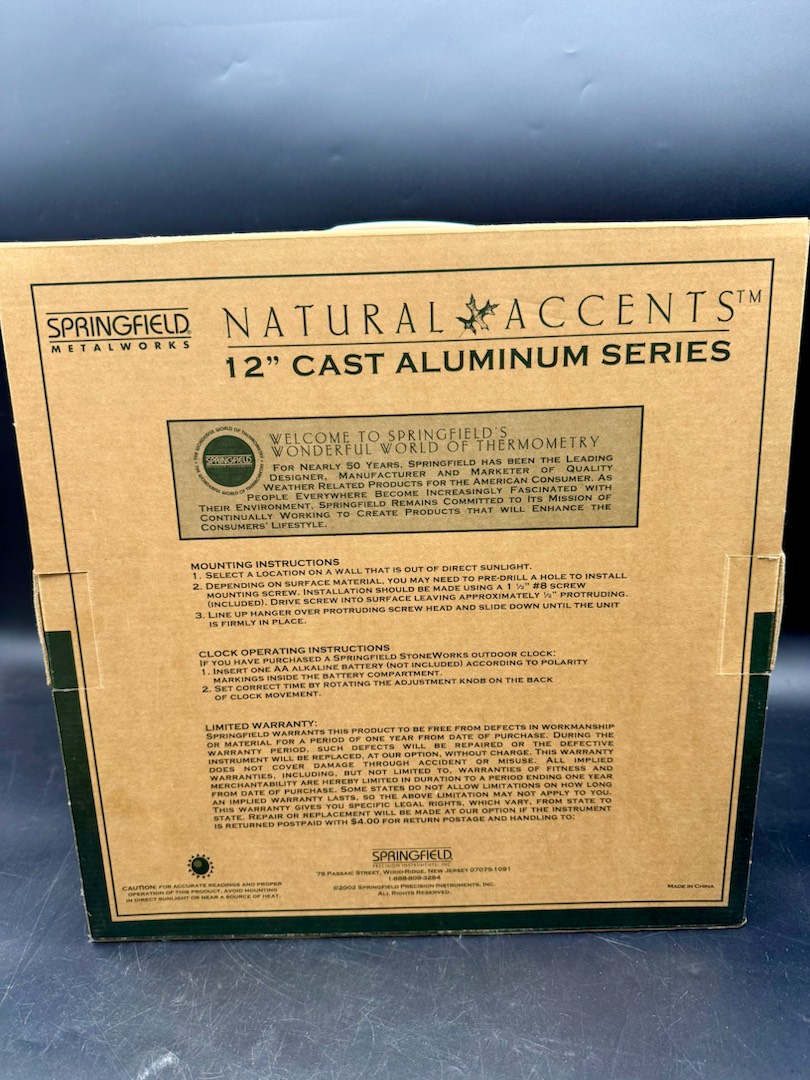 SPRINGFIELD®
METALWORKS
NATURAL ACCENTS™
12” CAST ALUMINUM SERIES
SPRINGFIELD
WELCOME TO SPRINGFIELD'S
WONDERFUL WORLD OF THERMOMETRY
FOR NEARLY 50 YEARS, SPRINGFIELD HAS BEEN THE LEADING
DESIGNER, MANUFACTURER AND MARKETER OF QUALITY
WEATHER RELATED PRODUCTS FOR THE AMERICAN CONSUMER. AS
PEOPLE EVERYWHERE BECOME INCREASINGLY FASCINATED WITH
THEIR ENVIRONMENT, SPRINGFIELD REMAINS COMMITTED TO ITS MISSION OF
CONTINUALLY WORKING TO CREATE PRODUCTS THAT WILL ENHANCE THE
CONSUMERS' LIFESTYLE.
MOUNTING INSTRUCTIONS
1. SELECT A LOCATION ON A WALL THAT IS OUT OF DIRECT SUNLIGHT.
2. DEPENDING ON SURFACE MATERIAL, YOU MAY NEED TO PRE-DRILL A HOLE TO INSTALL
MOUNTING SCREW. INSTALLATION SHOULD BE MADE USING A 1 ½” #8 SCREW
(INCLUDED). DRIVE SCREW INTO SURFACE LEAVING APPROXIMATELY ½” PROTRUDING.
3. LINE UP HANGER OVER PROTRUDING SCREW HEAD AND SLIDE DOWN UNTIL THE UNIT
IS FIRMLY IN PLACE.
CLOCK OPERATING INSTRUCTIONS
IF YOU HAVE PURCHASED A SPRINGFIELD STONEWORKS OUTDOOR CLOCK:
1. INSERT ONE AA ALKALINE BATTERY (NOT INCLUDED) ACCORDING TO POLARITY
MARKINGS INSIDE THE BATTERY COMPARTMENT.
2. SET CORRECT TIME BY ROTATING THE ADJUSTMENT KNOB ON THE BACK
OF CLOCK MOVEMENT.
LIMITED WARRANTY:
SPRINGFIELD WARRANTS THIS PRODUCT TO BE FREE FROM DEFECTS IN WORKMANSHIP
OR MATERIAL FOR A PERIOD OF ONE YEAR FROM DATE OF PURCHASE. DURING THE
WARRANTY PERIOD, SUCH DEFECTS WILL BE REPAIRED OR THE DEFECTIVE
INSTRUMENT WILL BE REPLACED, AT OUR OPTION, WITHOUT CHARGE. THIS WARRANTY
DOES NOT COVER DAMAGE THROUGH ACCIDENT OR MISUSE. ALL IMPLIED
WARRANTIES, INCLUDING, BUT NOT LIMITED TO, WARRANTIES OF FITNESS AND
MERCHANTABILITY ARE HEREBY LIMITED IN DURATION TO A PERIOD ENDING ONE YEAR
FROM DATE OF PURCHASE. SOME STATES DO NOT ALLOW LIMITATIONS ON HOW LONG
AN IMPLIED WARRANTY LASTS, SO THE ABOVE LIMITATION MAY NOT APPLY TO YOU.
THIS WARRANTY GIVES YOU SPECIFIC LEGAL RIGHTS, WHICH VARY, FROM STATE TO
STATE. REPAIR OR REPLACEMENT WILL BE MADE AT OUR OPTION IF THE INSTRUMENT
IS RETURNED POSTPAID WITH $4.00 FOR RETURN POSTAGE AND HANDLING TO:
SPRINGFIELD
PRECISION INSTRUMENTS, INC.
76 PASSAIC STREET, WOOD-RIDGE, NEW JERSEY 07075-1091
1-888-809-3284
©2002 SPRINGFIELD PRECISION INSTRUMENTS, INC.
ALL RIGHTS RESERVED.
CAUTION: FOR ACCURATE READINGS AND PROPER
OPERATION OF THIS PRODUCT, AVOID MOUNTING
IN DIRECT SUNLIGHT OR NEAR A SOURCE OF HEAT.
MADE IN CHINA